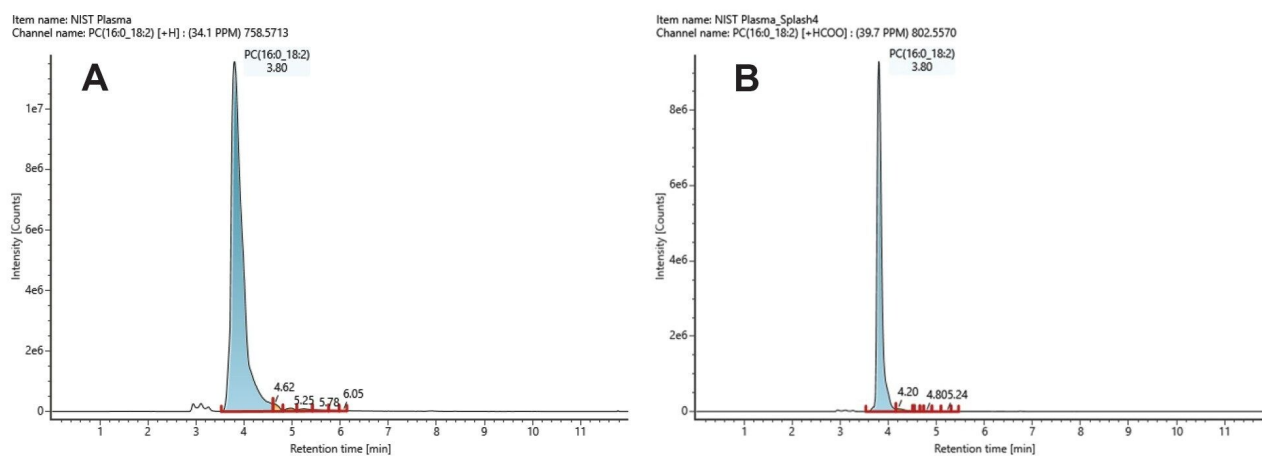 Item name: NIST Plasma
Channel name: PC(16:0_18:2) [+H] : (34.1 PPM) 758.5713
A
PC(16:0_18:2)
3.80
1e7
8e6
6e6
4e6
2e6
0
Intensity [Counts]
4.62
5.25
5.78
6.05
1 2 3 4 5 6 7 8 9 10 11
Retention time [min]
Item name: NIST Plasma_Splash4
Channel name: PC(16:0_18:2) [+HCOO] : (39.7 PPM) 802.5570
B
PC(16:0_18:2)
3.80
8e6
6e6
4e6
2e6
0
Intensity [Counts]
4.20
4.80
5.24
1 2 3 4 5 6 7 8 9 10 11
Retention time [min]